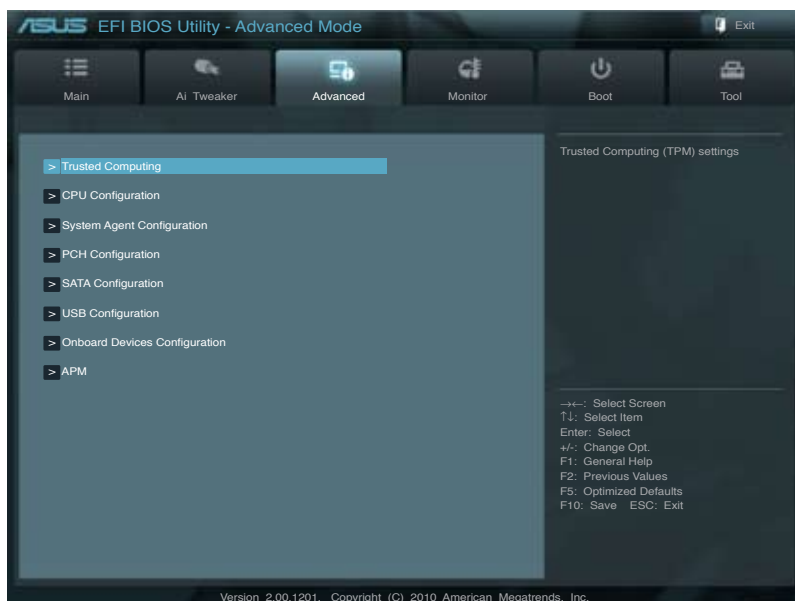 ASUS EFI BIOS Utility - Advanced Mode
Exit
Main
Ai Tweaker
Advanced
Monitor
Boot
Tool
> Trusted Computing
> CPU Configuration
> System Agent Configuration
> PCH Configuration
> SATA Configuration
> USB Configuration
> Onboard Devices Configuration
> APM
Trusted Computing (TPM) settings
→←: Select Screen
↑↓: Select Item
Enter: Select
+/-: Change Opt.
F1: General Help
F2: Previous Values
F5: Optimized Defaults
F10: Save ESC: Exit
Version 2.00.1201. Copyright (C) 2010 American Megatrends, Inc.